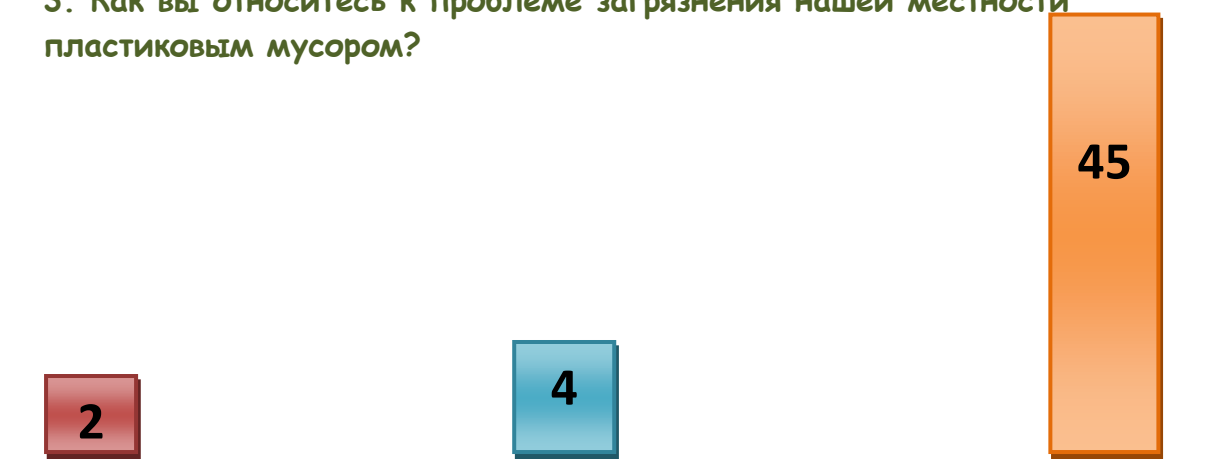 3. Как вы относитесь к проблеме загрязнения нашей местности
пластиковым мусором?
45
4
2